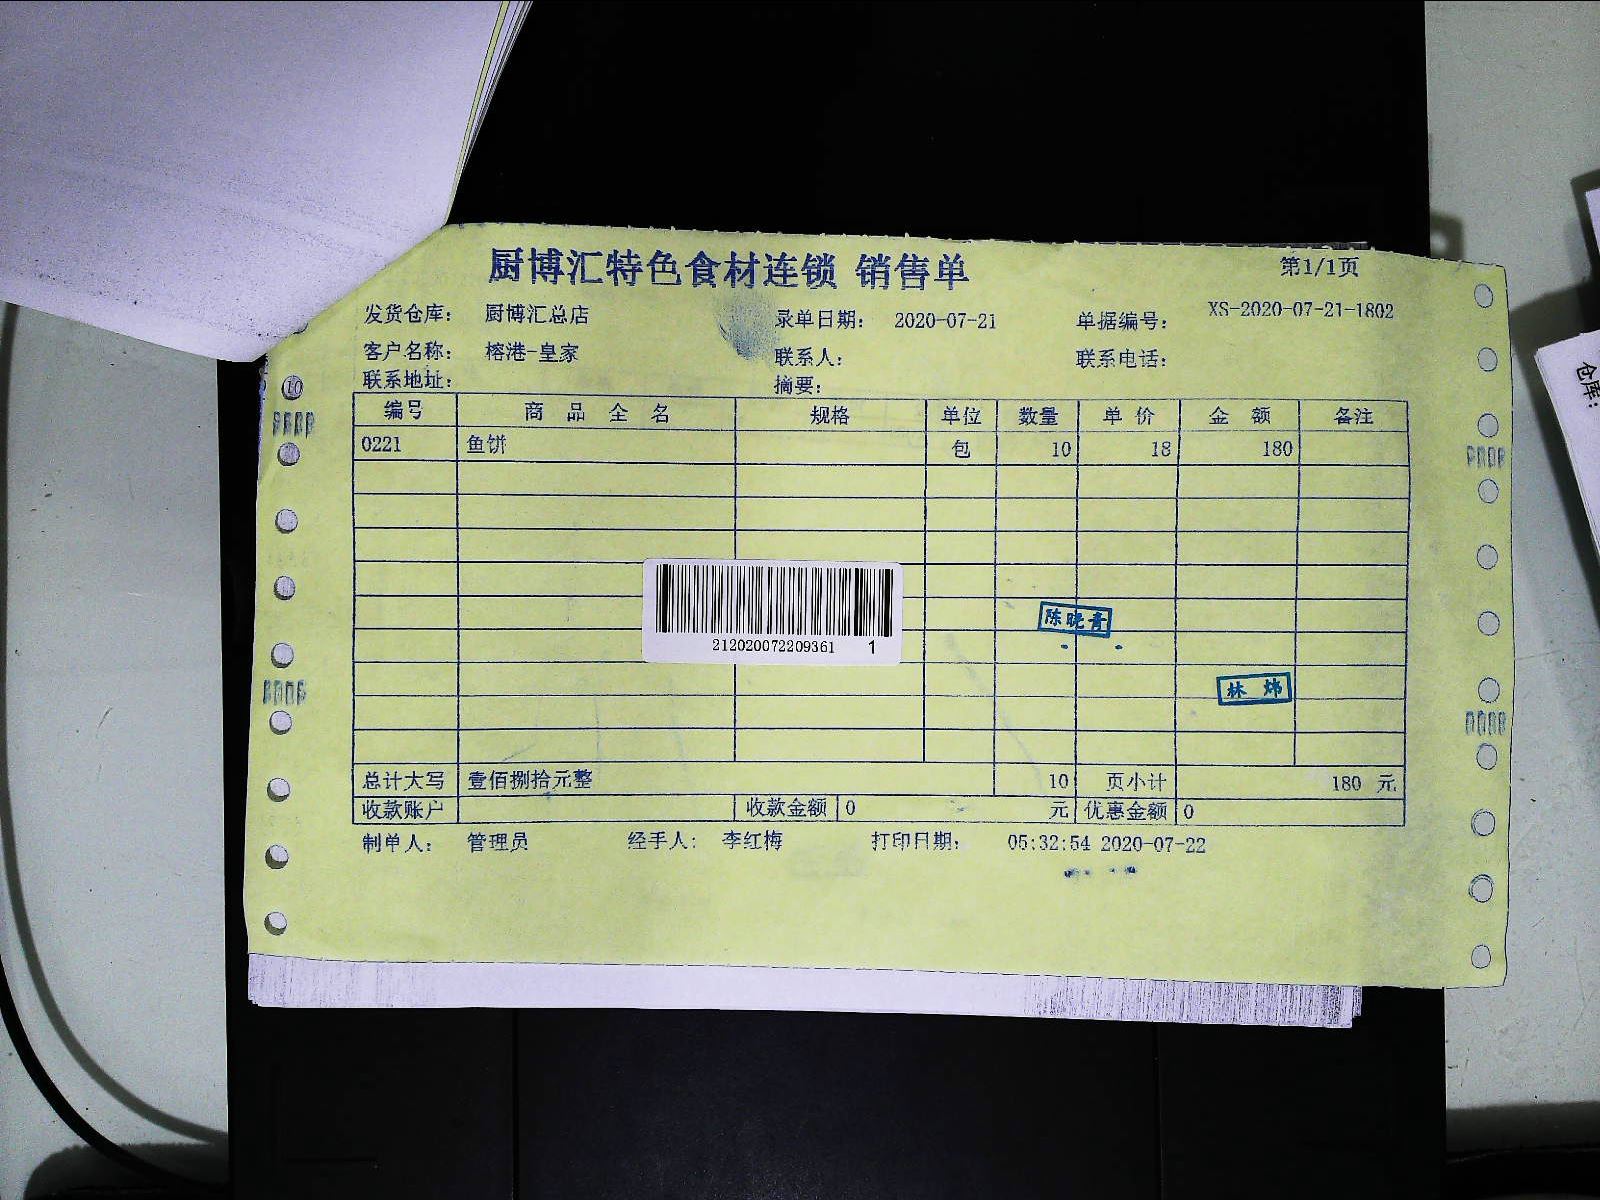 厨博汇特色食材连锁 销售单 第1/1页
发货仓库： 厨博汇总店 录单日期： 2020-07-21 单据编号： XS-2020-07-21-1802
客户名称： 榕港-皇家 联系人： 联系电话：
联系地址： 摘要：
编号 商品全名 规格 单位 数量 单价 金额 备注
0221 鱼饼 包 10 18 180
212020072209361 1
陈晓青
林炜
总计大写 壹佰捌拾元整 10 页小计 180 元
收款账户 收款金额 0 元 优惠金额 0
制单人： 管理员 经手人： 李红梅 打印日期： 05:32:54 2020-07-22
仓库：